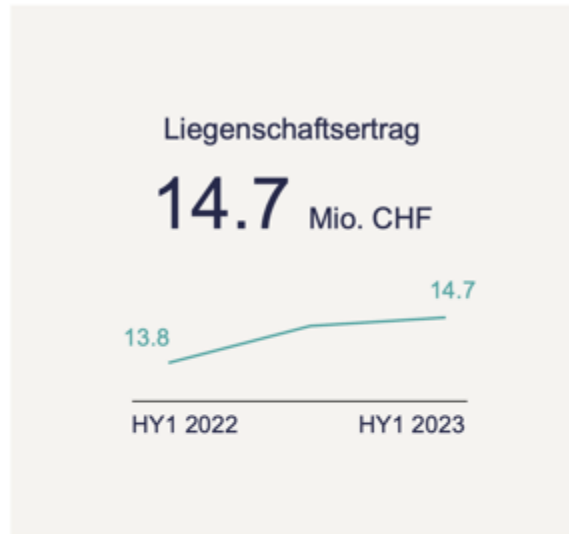 Liegenschaftsertrag
14.7 Mio. CHF
14.7
13.8
HY1 2022 HY1 2023